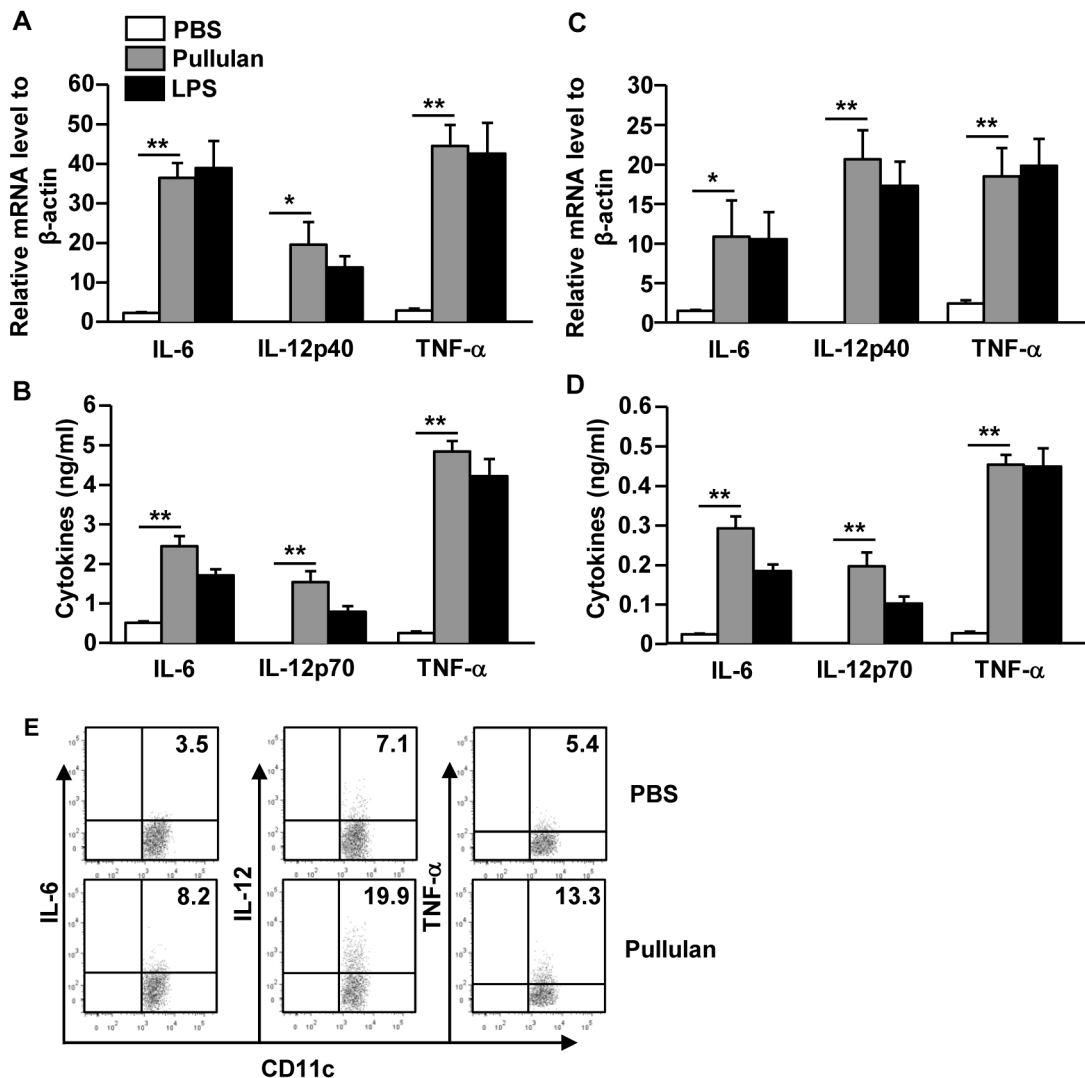 A
PBS
Pullulan
LPS
Relative mRNA level to
β-actin
60
50
40
30
20
10
0
**
*
**
IL-6 IL-12p40 TNF-α
C
Relative mRNA level to
β-actin
30
25
20
15
10
5
0
*
**
**
IL-6 IL-12p40 TNF-α
B
Cytokines (ng/ml)
6
5
4
3
2
1
0
**
**
**
IL-6 IL-12p70 TNF-α
D
Cytokines (ng/ml)
0.6
0.5
0.4
0.3
0.2
0.1
0
**
**
**
IL-6 IL-12p70 TNF-α
E
3.5 7.1 5.4
PBS
8.2 19.9 13.3
Pullulan
IL-6
IL-12
TNF-α
CD11c